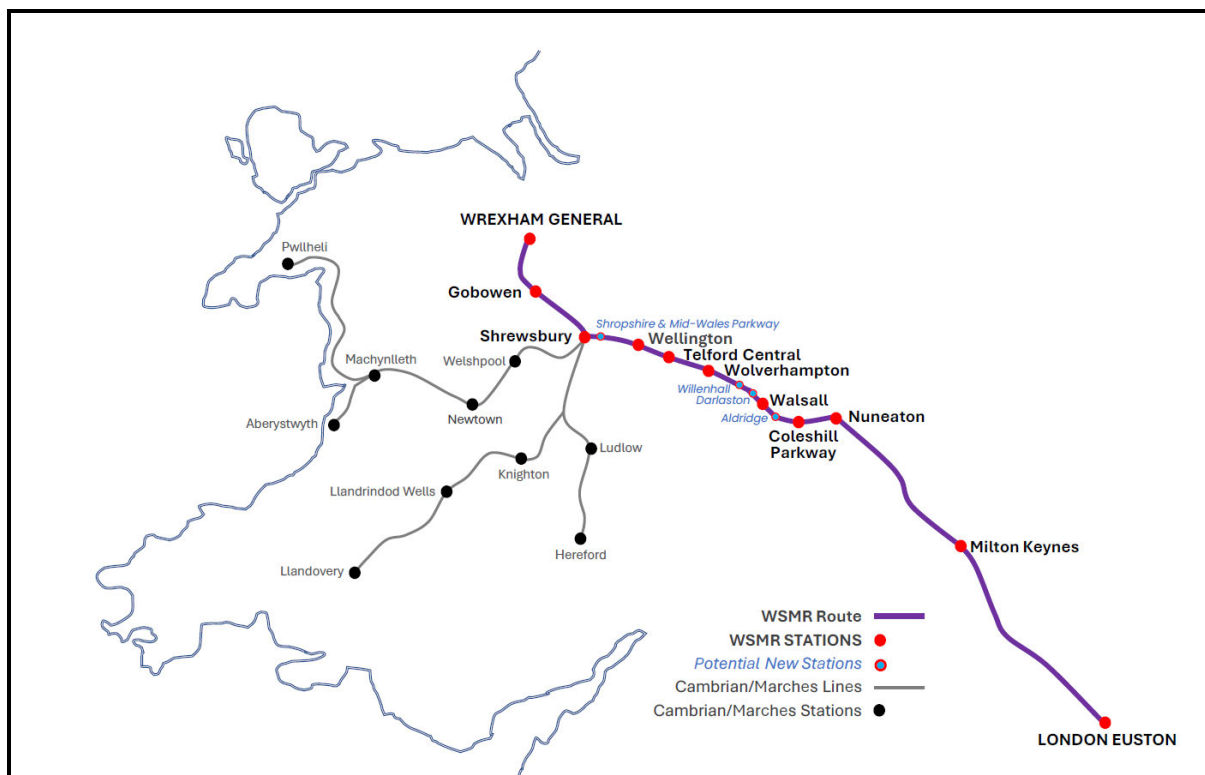 WREXHAM GENERAL
Pwllheli
Gobowen
Shropshire & Mid-Wales Parkway
Shrewsbury
Wellington
Telford Central
Machynlleth
Welshpool
Wolverhampton
Willenhall
Darlaston
Walsall
Aldridge
Nuneaton
Newtown
Aberystwyth
Coleshill
Parkway
Ludlow
Knighton
Llandrindod Wells
Milton Keynes
Hereford
Llandovery
WSMR Route
WSMR STATIONS
Potential New Stations
Cambrian/Marches Lines
Cambrian/Marches Stations
LONDON EUSTON